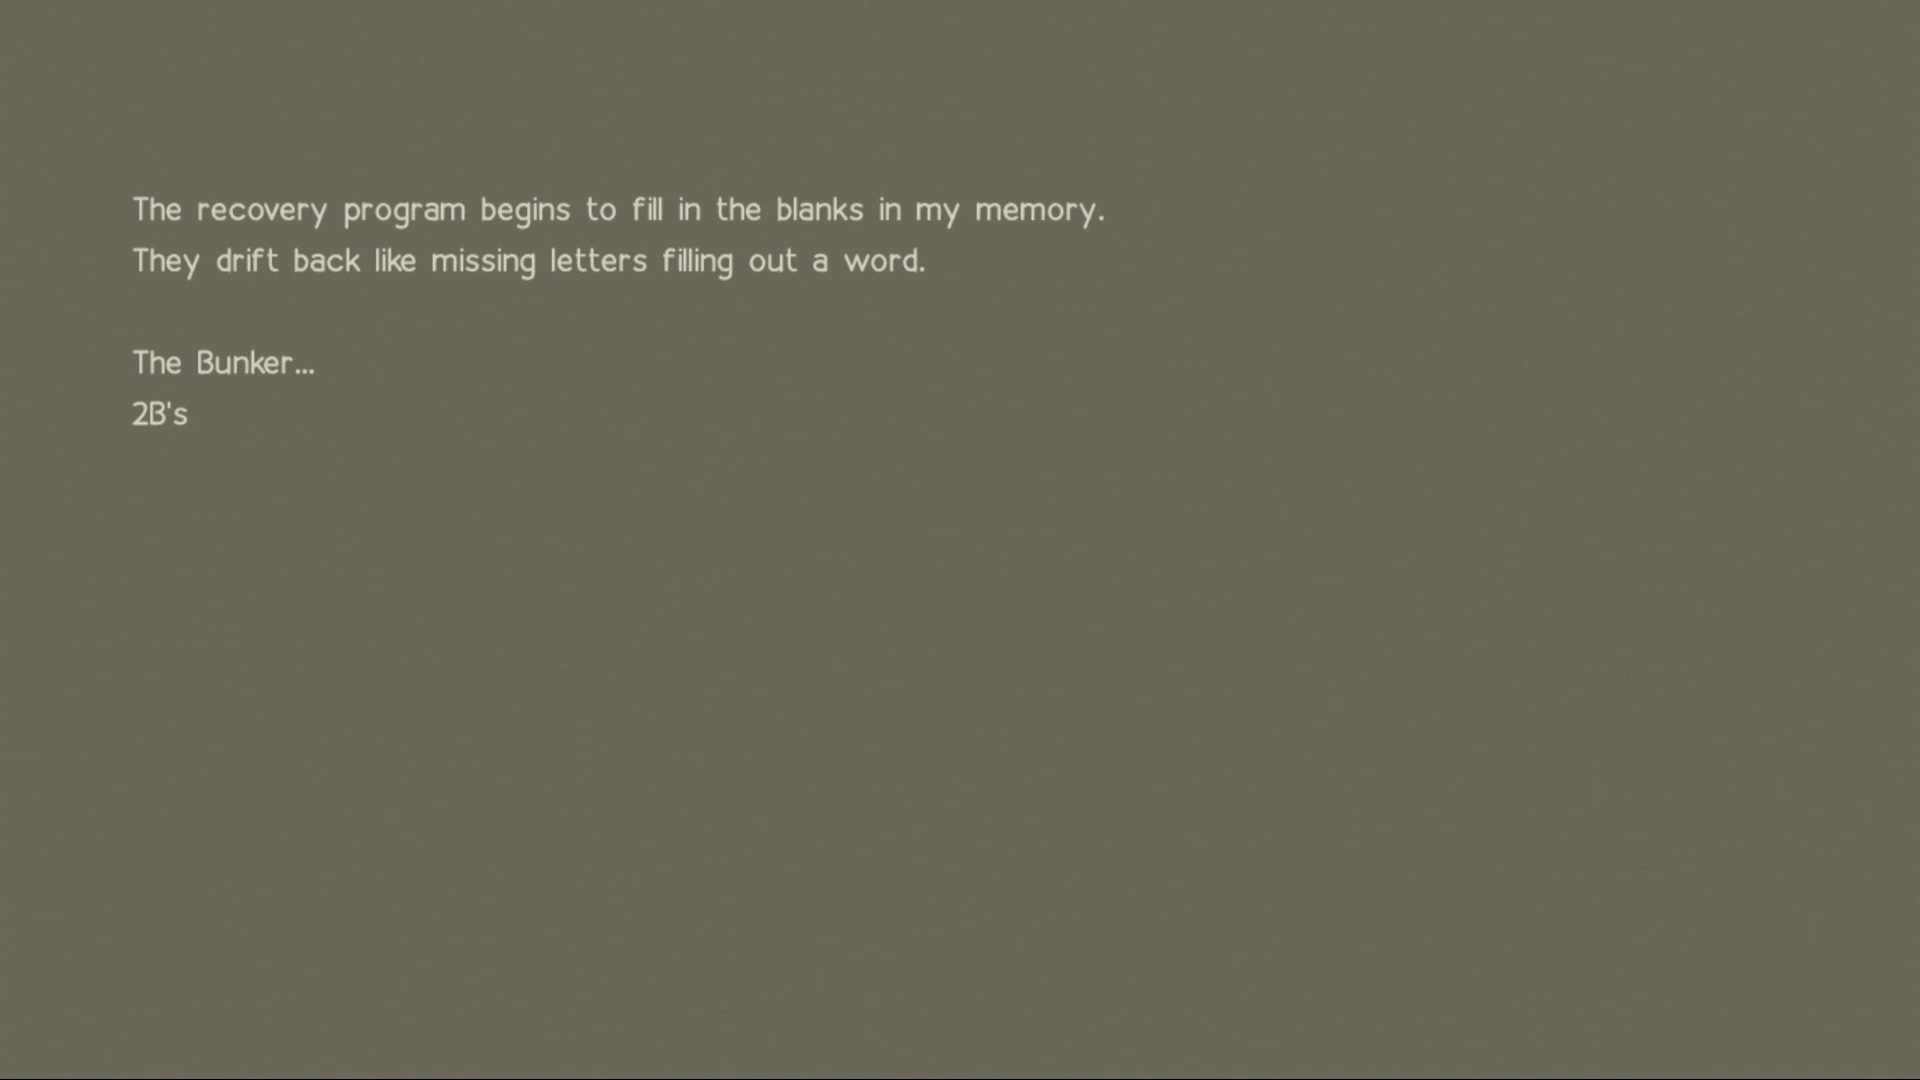 The recovery program begins to fill in the blanks in my memory.
They drift back like missing letters filling out a word.
The Bunker...
2B's